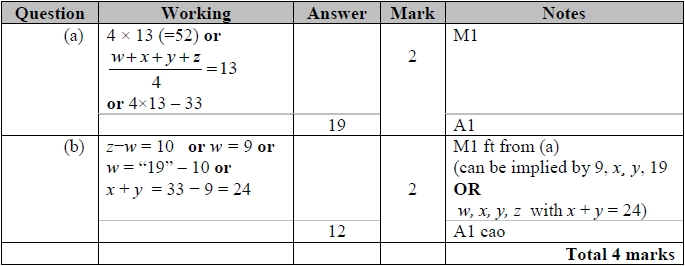 Question Working Answer Mark Notes
(a) 4 × 13 (=52) or M1
w+x+y+z
/4 =13 2
or 4×13 – 33
19 A1
(b) z–w = 10 or w = 9 or M1 ft from (a)
w = “19” – 10 or (can be implied by 9, x, y, 19
x + y = 33 – 9 = 24 2 OR
w, x, y, z with x + y = 24)
12 A1 cao
Total 4 marks